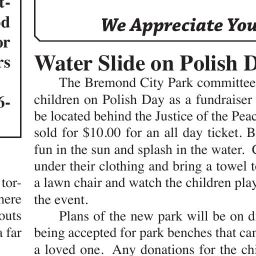 We Appreciate You
Water Slide on Polish D
The Bremond City Park committee
children on Polish Day as a fundraiser
be located behind the Justice of the Peac
sold for $10.00 for an all day ticket. B
fun in the sun and splash in the water.
under their clothing and bring a towel t
a lawn chair and watch the children play
the event.
Plans of the new park will be on d
being accepted for park benches that can
a loved one. Any donations for the chi
rs
6-
tor-
here
outs
a far